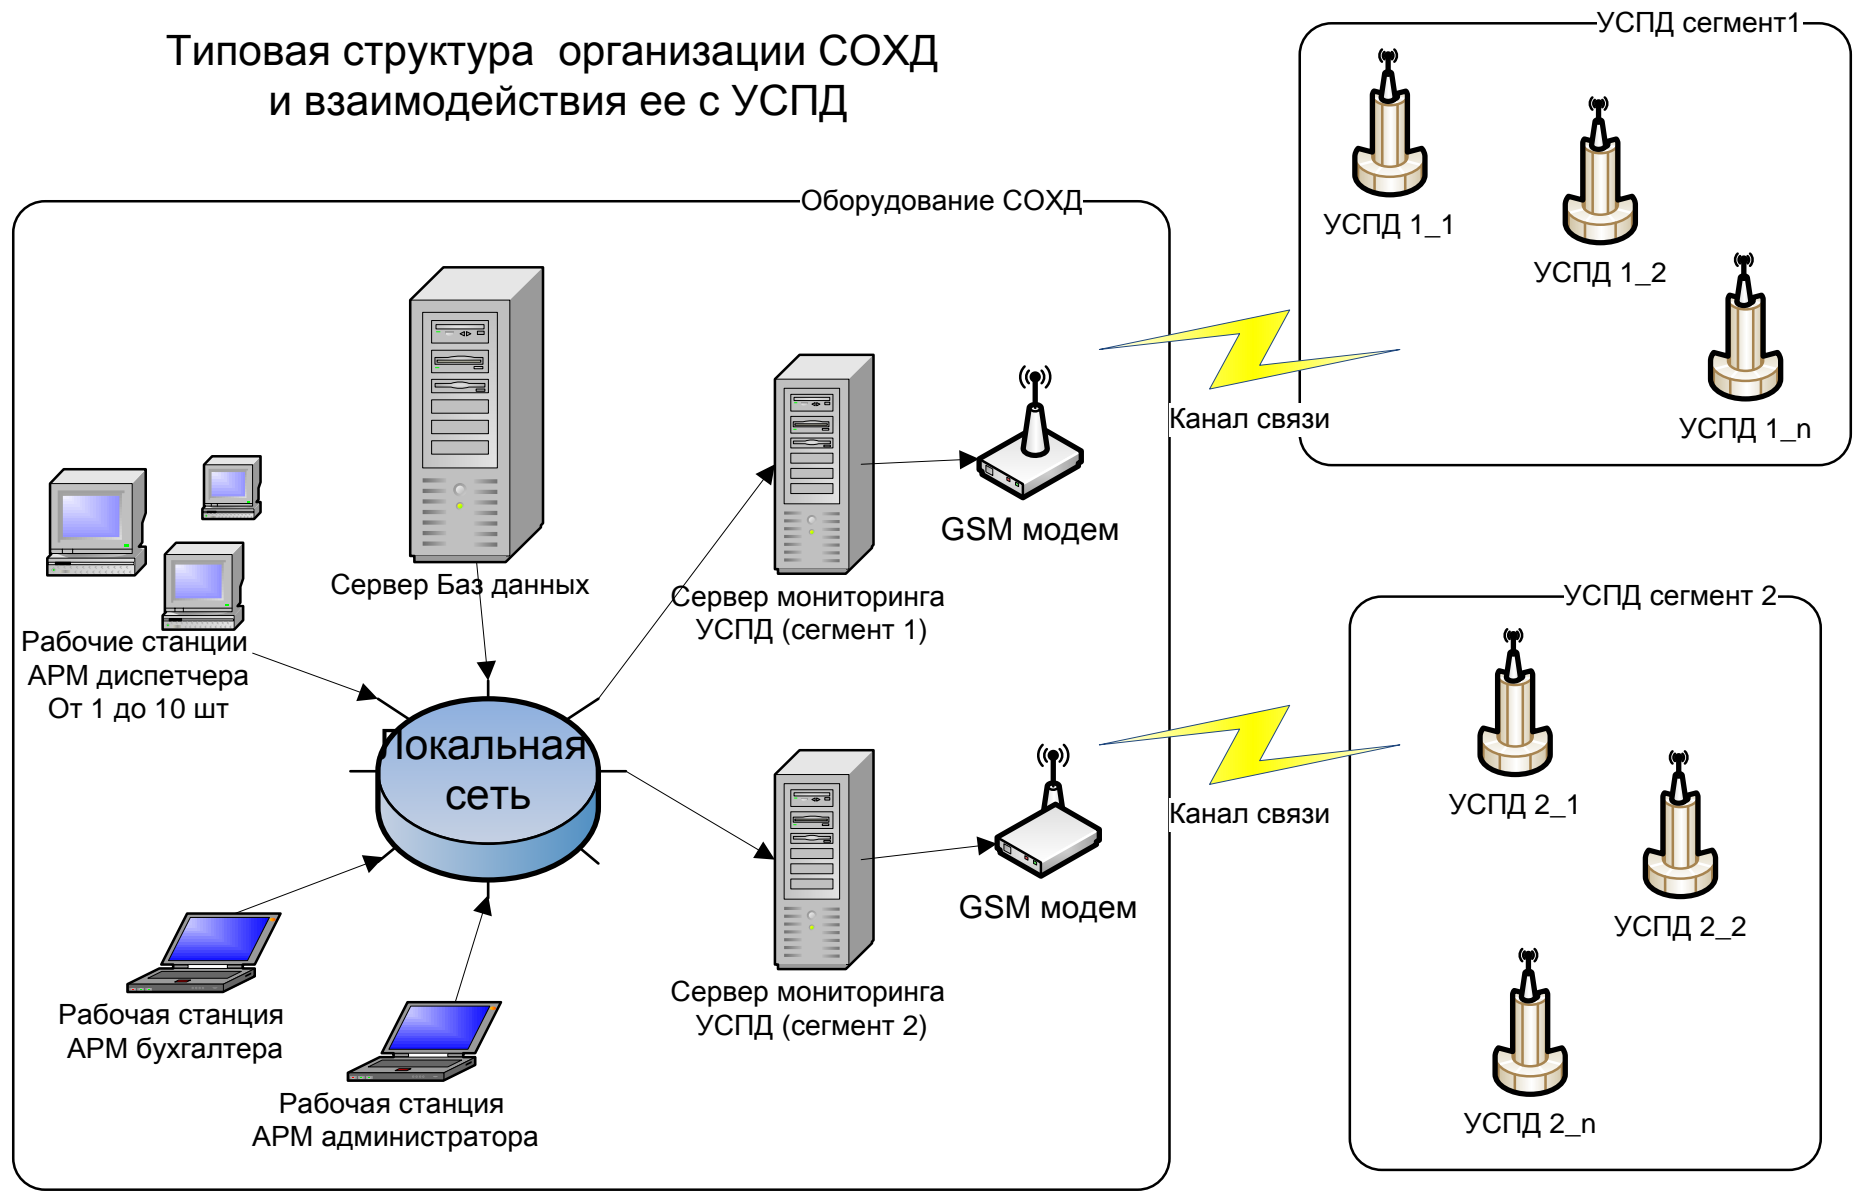 Типовая структура организации СОХД
и взаимодействия ее с УСПД
УСПД сегмент1
УСПД 1_1
УСПД 1_2
УСПД 1_n
Оборудование СОХД
Сервер Баз данных
Рабочие станции
АРМ диспетчера
От 1 до 10 шт
Сервер мониторинга
УСПД (сегмент 1)
GSM модем
Канал связи
Локальная
сеть
УСПД сегмент 2
УСПД 2_1
УСПД 2_2
УСПД 2_n
Канал связи
GSM модем
Сервер мониторинга
УСПД (сегмент 2)
Рабочая станция
АРМ бухгалтера
Рабочая станция
АРМ администратора